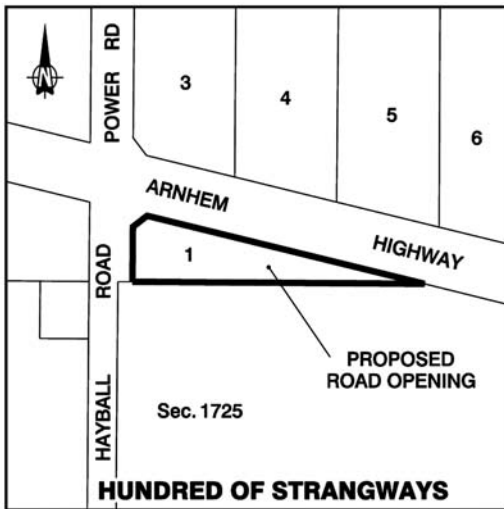 N
POWER RD
3
4
5
6
ARNHEM
HIGHWAY
1
ROAD
PROPOSED
ROAD OPENING
HAYBALL
Sec. 1725
HUNDRED OF STRANGWAYS